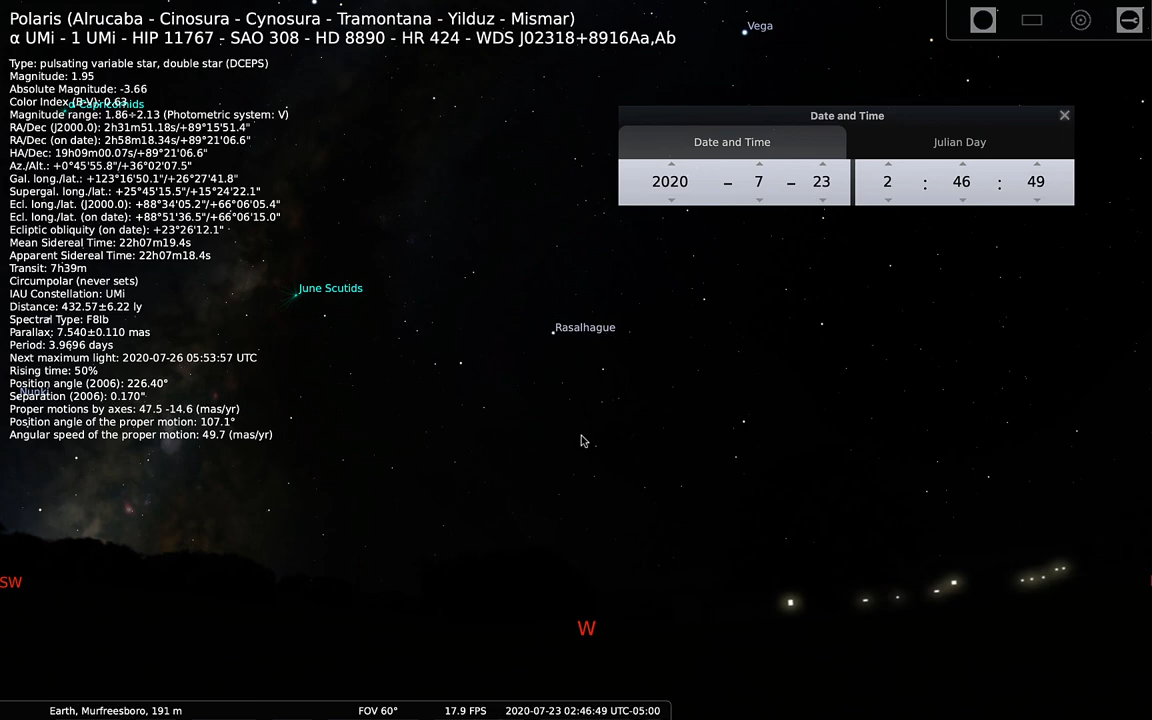 Polaris (Alrucaba - Cinosura - Cynosura - Tramontana - Yilduz - Mismar)
α UMi - 1 UMi - HIP 11767 - SAO 308 - HD 8890 - HR 424 - WDS J02318+8916Aa,Ab
Type: pulsating variable star, double star (DCEPS)
Magnitude: 1.95
Absolute Magnitude: -3.66
Color Index (B-V): 0.63
Magnitude range: 1.86÷2.13 (Photometric system: V)
RA/Dec (J2000.0): 2h31m51.18s/+89°15'51.4"
RA/Dec (on date): 2h58m18.34s/+89°21'06.6"
HA/Dec: 19h09m00.07s/+89°21'06.6"
Az./Alt.: +0°45'55.8"/+36°02'07.5"
Gal. long./lat.: +123°16'50.1"/+26°27'41.8"
Supergal. long./lat.: +25°45'15.5"/+15°24'22.1"
Ecl. long./lat. (J2000.0): +88°34'05.2"/+66°06'05.4"
Ecl. long./lat. (on date): +88°51'36.5"/+66°06'15.0"
Ecliptic obliquity (on date): +23°26'12.1"
Mean Sidereal Time: 22h07m19.4s
Apparent Sidereal Time: 22h07m18.4s
Transit: 7h39m
Circumpolar (never sets)
IAU Constellation: UMi
Distance: 432.57±6.22 ly
Spectral Type: F8Ib
Parallax: 7.540±0.110 mas
Period: 3.9696 days
Next maximum light: 2020-07-26 05:53:57 UTC
Rising time: 50%
Position angle (2006): 226.40°
Separation (2006): 0.170"
Proper motions by axes: 47.5 -14.6 (mas/yr)
Position angle of the proper motion: 107.1°
Angular speed of the proper motion: 49.7 (mas/yr)
α Capricornids
Nunki
Vega
Date and Time
Date and Time Julian Day
2020 – 7 – 23 2 : 46 : 49
June Scutids
Rasalhague
SW
W
Earth, Murfreesboro, 191 m FOV 60° 17.9 FPS 2020-07-23 02:46:49 UTC-05:00